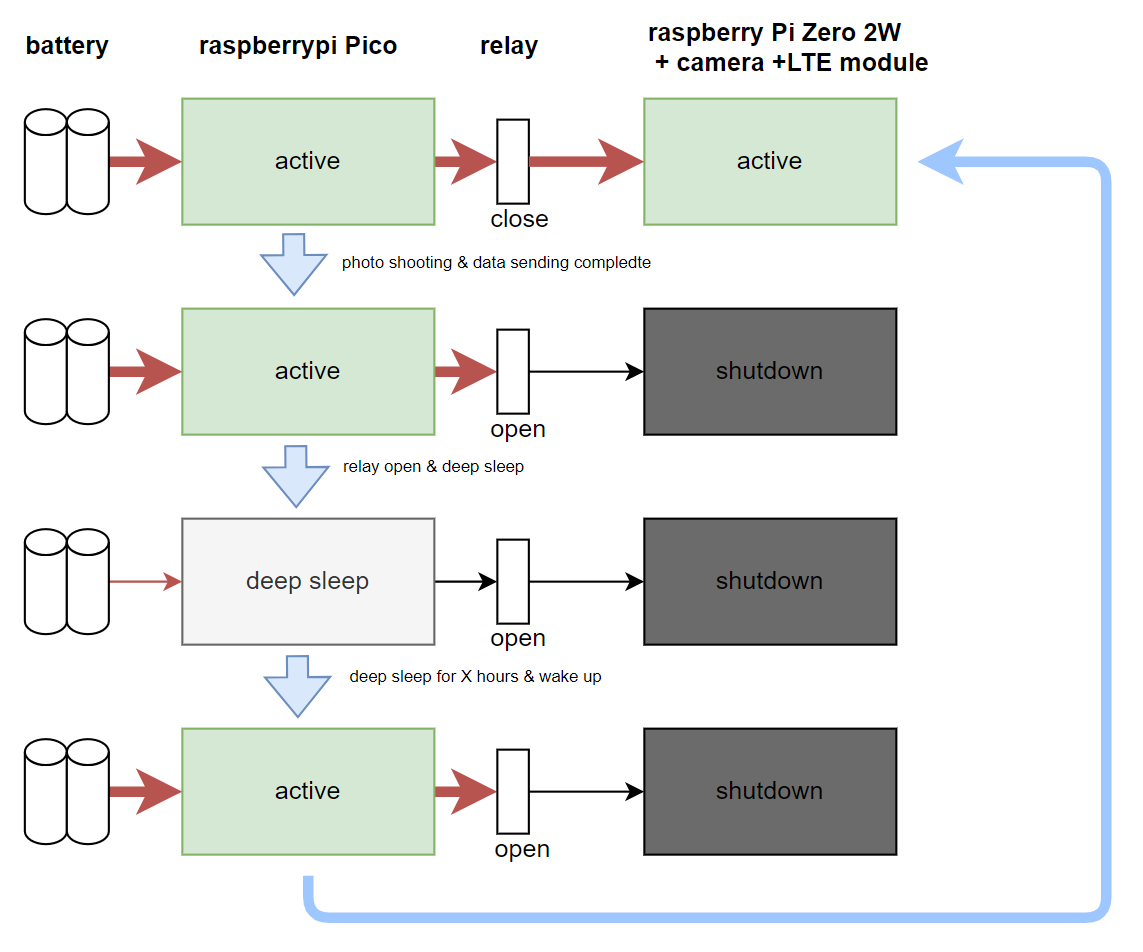 battery
raspberrypi Pico
relay
raspberry Pi Zero 2W
+ camera +LTE module
active
active
close
photo shooting & data sending compledte
active
shutdown
open
relay open & deep sleep
deep sleep
shutdown
open
deep sleep for X hours & wake up
active
shutdown
open